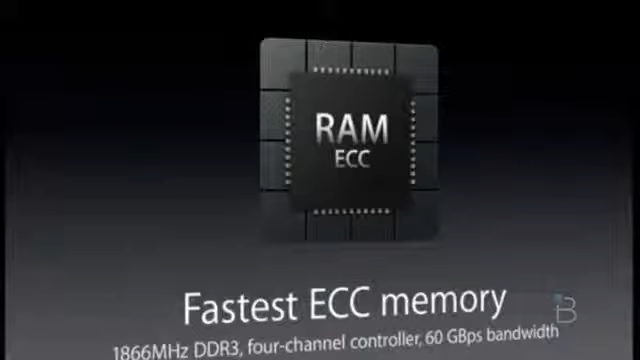 RAM
ECC
Fastest ECC memory
1866MHz DDR3, four-channel controller, 60 GBps bandwidth